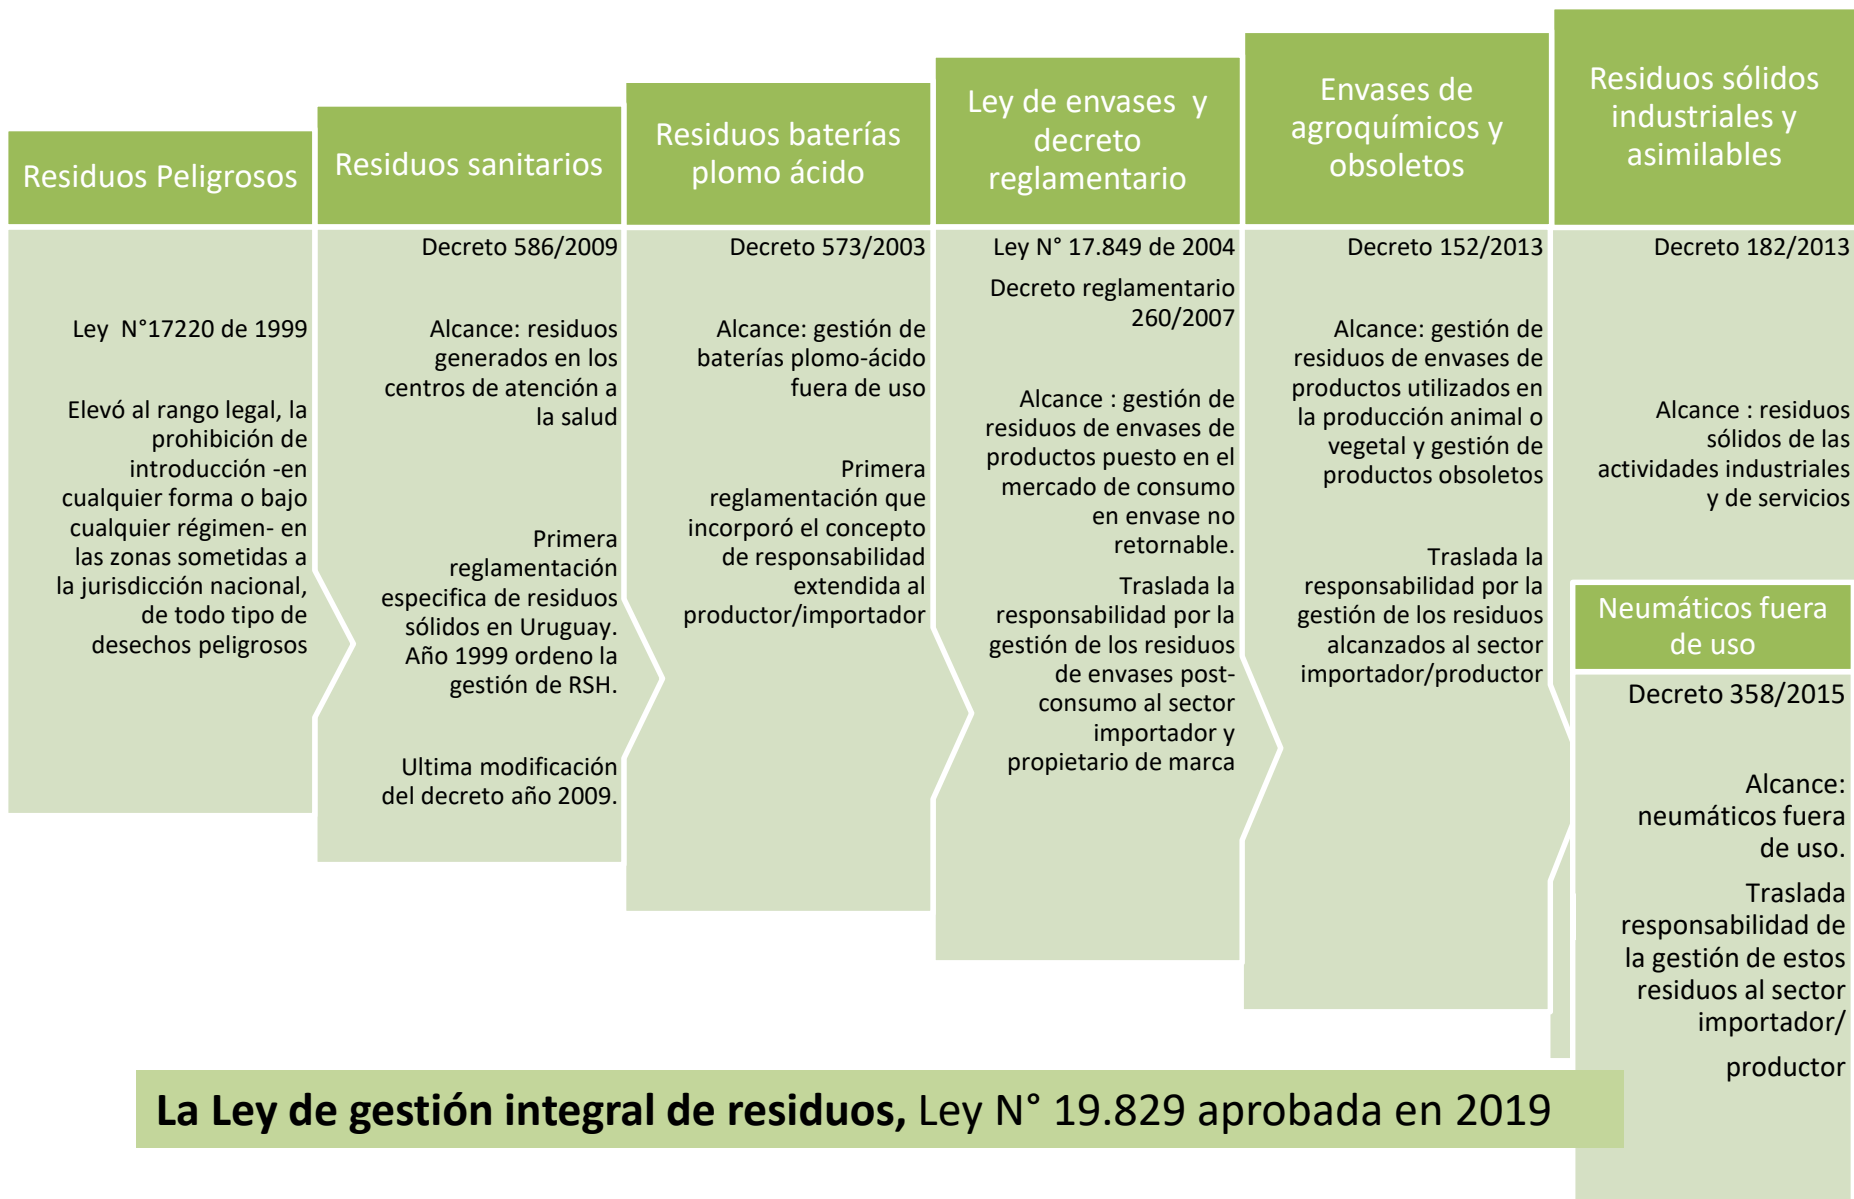 Residuos Peligrosos
Ley N°17220 de 1999
Elevó al rango legal, la
prohibición de
introducción -en
cualquier forma o bajo
cualquier régimen- en
las zonas sometidas a
la jurisdicción nacional,
de todo tipo de
desechos peligrosos
Residuos sanitarios
Decreto 586/2009
Alcance: residuos
generados en los
centros de atención a
la salud
Primera
reglamentación
especifica de residuos
sólidos en Uruguay.
Año 1999 ordeno la
gestión de RSH.
Ultima modificación
del decreto año 2009.
Residuos baterías
plomo ácido
Decreto 573/2003
Alcance: gestión de
baterías plomo-ácido
fuera de uso
Primera
reglamentación que
incorporó el concepto
de responsabilidad
extendida al
productor/importador
Ley de envases y
decreto
reglamentario
Ley N° 17.849 de 2004
Decreto reglamentario
260/2007
Alcance : gestión de
residuos de envases de
productos puesto en el
mercado de consumo
en envase no
retornable.
Traslada la
responsabilidad por la
gestión de los residuos
de envases post-
consumo al sector
importador y
propietario de marca
Envases de
agroquímicos y
obsoletos
Decreto 152/2013
Alcance: gestión de
residuos de envases de
productos utilizados en
la producción animal o
vegetal y gestión de
productos obsoletos
Traslada la
responsabilidad por la
gestión de los residuos
alcanzados al sector
importador/productor
Residuos sólidos
industriales y
asimilables
Decreto 182/2013
Alcance : residuos
sólidos de las
actividades industriales
y de servicios
Neumáticos fuera
de uso
Decreto 358/2015
Alcance:
neumáticos fuera
de uso.
Traslada
responsabilidad de
la gestión de estos
residuos al sector
importador/
productor
La Ley de gestión integral de residuos, Ley N° 19.829 aprobada en 2019